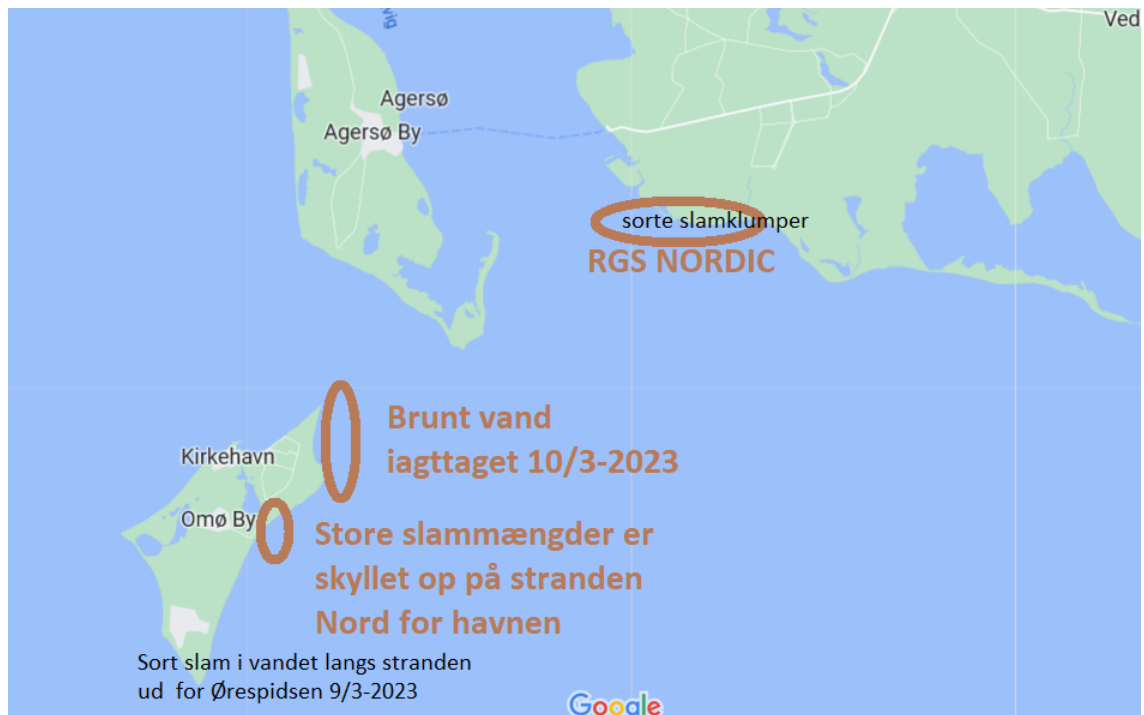 vig
Ved
Agersø
Agersø By
sorte slamklumper
RGS NORDIC
Brunt vand
iagttaget 10/3-2023
Kirkehavn
Omø By
Store slammængder er
skyllet op på stranden
Nord for havnen
Sort slam i vandet langs stranden
ud for Ørespidsen 9/3-2023
Google